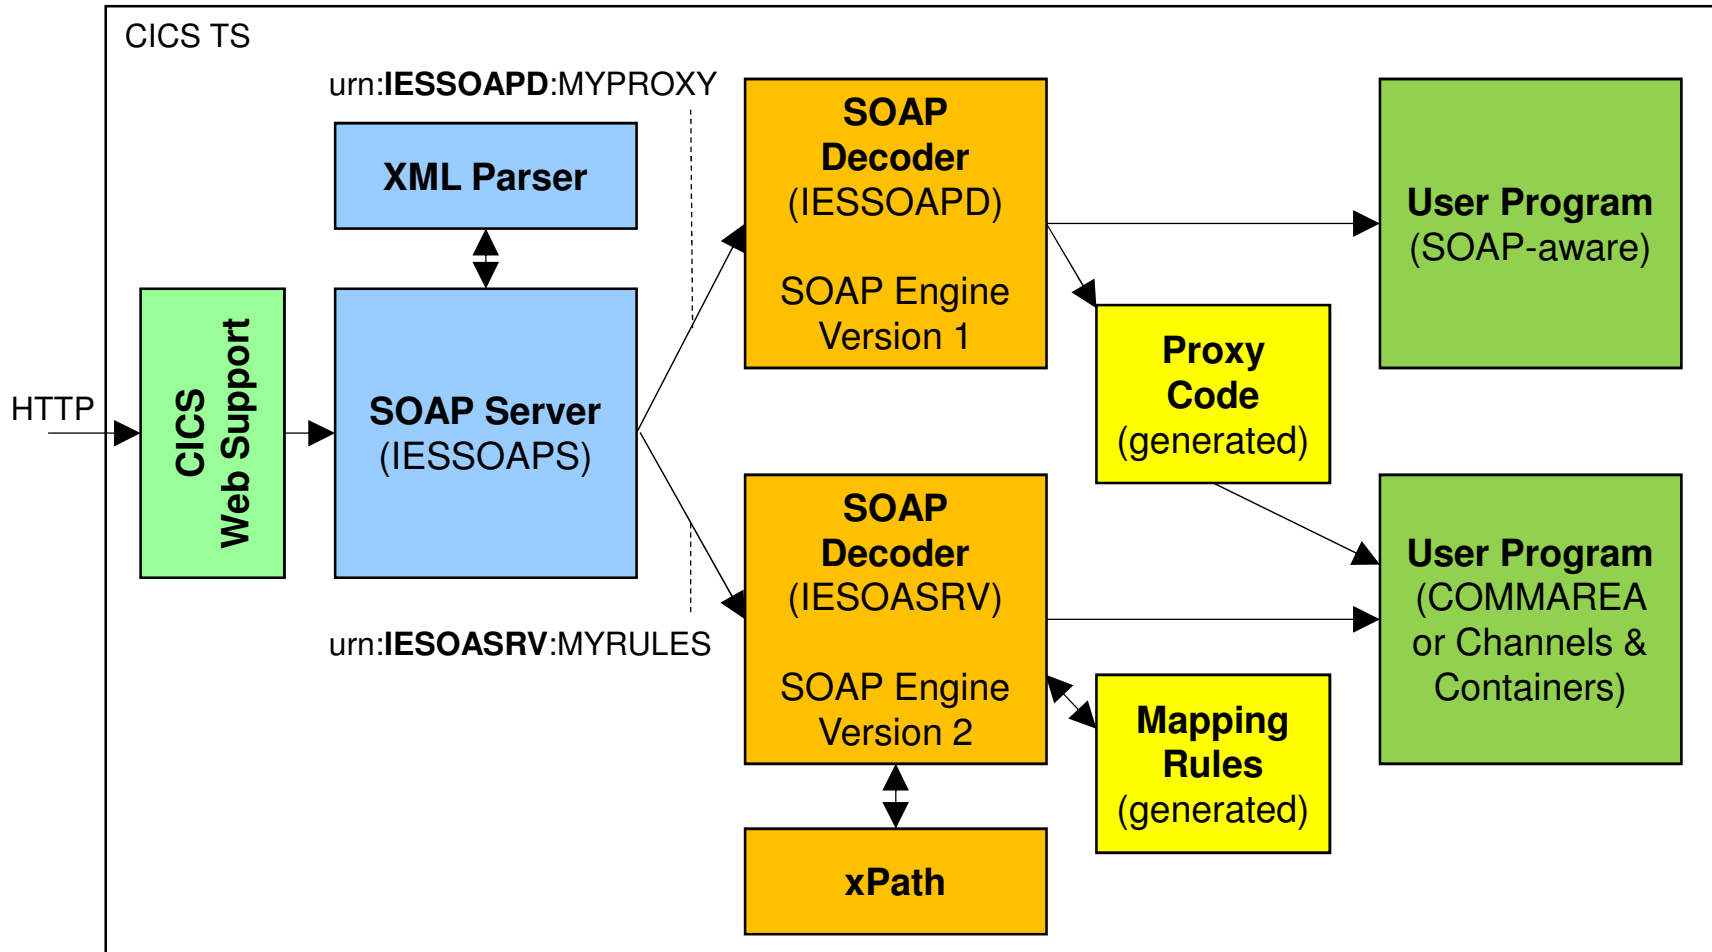 CICS TS
urn:IESSOAPD:MYPROXY
XML Parser
HTTP
CICS
Web Support
SOAP Server
(IESSOAPS)
urn:IESOASRV:MYRULES
SOAP
Decoder
(IESSOAPD)
SOAP Engine
Version 1
SOAP
Decoder
(IESOASRV)
SOAP Engine
Version 2
xPath
Proxy
Code
(generated)
Mapping
Rules
(generated)
User Program
(SOAP-aware)
User Program
(COMMAREA
or Channels &
Containers)